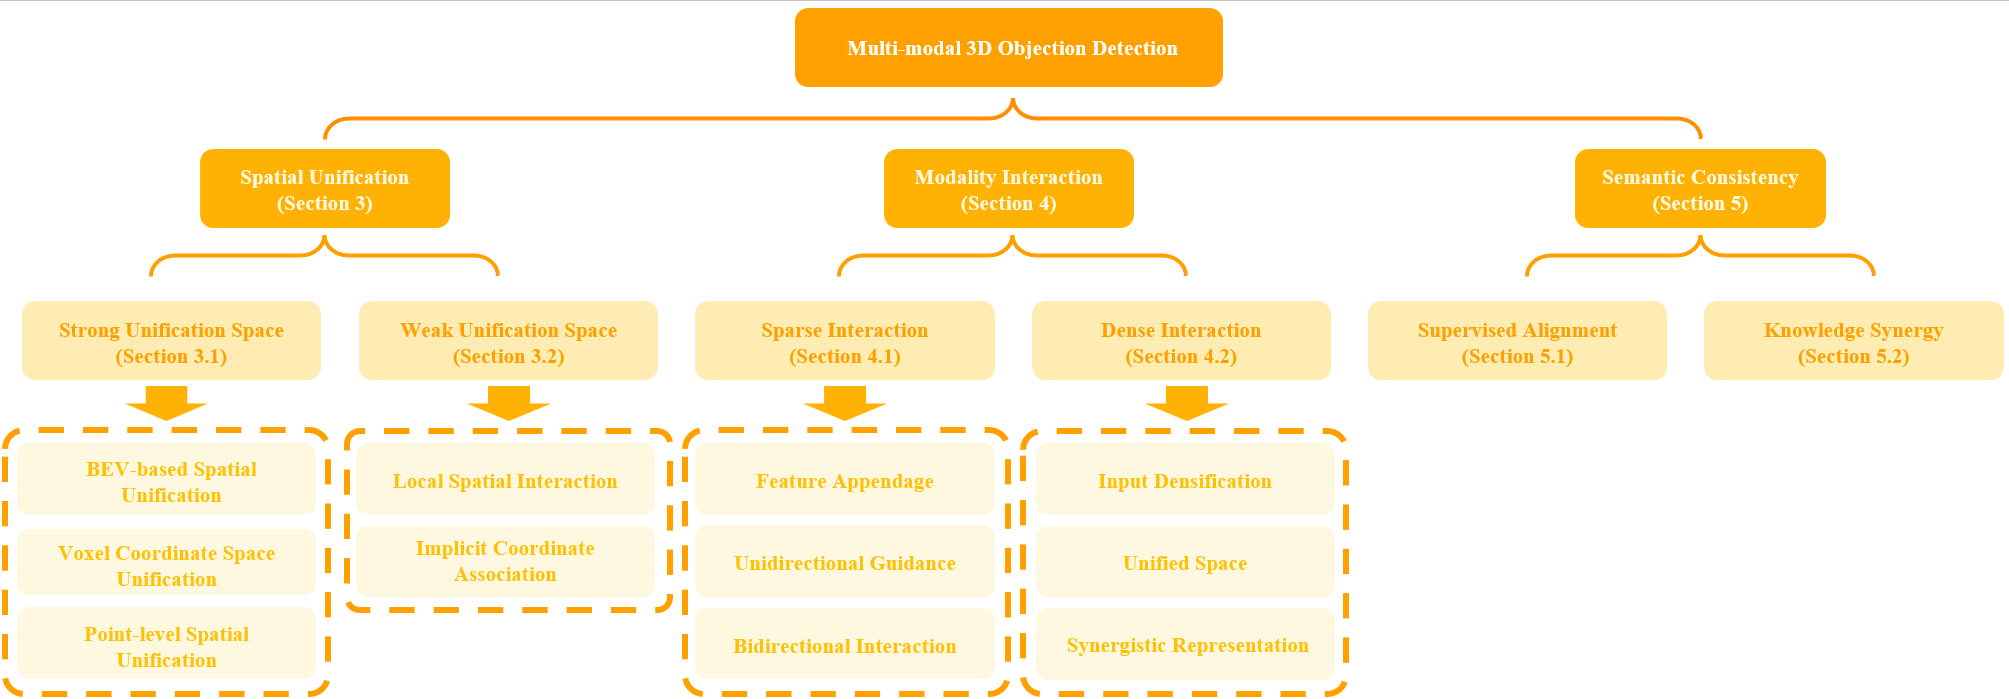 Multi-modal 3D Objection Detection
Spatial Unification
(Section 3)
Modality Interaction
(Section 4)
Semantic Consistency
(Section 5)
Strong Unification Space
(Section 3.1)
Weak Unification Space
(Section 3.2)
Sparse Interaction
(Section 4.1)
Dense Interaction
(Section 4.2)
Supervised Alignment
(Section 5.1)
Knowledge Synergy
(Section 5.2)
BEV-based Spatial
Unification
Voxel Coordinate Space
Unification
Point-level Spatial
Unification
Local Spatial Interaction
Implicit Coordinate
Association
Feature Appendage
Unidirectional Guidance
Bidirectional Interaction
Input Densification
Unified Space
Synergistic Representation